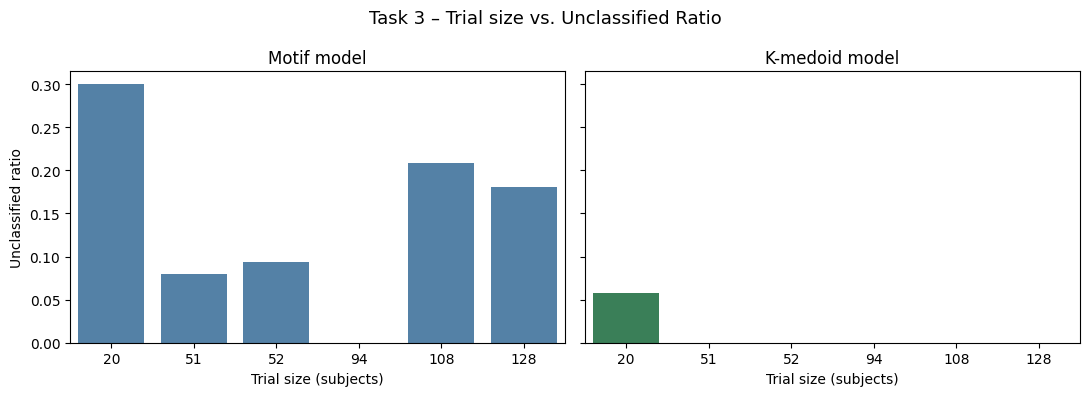 Task 3 – Trial size vs. Unclassified Ratio
Motif model
Unclassified ratio
0.30
0.25
0.20
0.15
0.10
0.05
0.00
20 51 52 94 108 128
Trial size (subjects)
K-medoid model
20 51 52 94 108 128
Trial size (subjects)